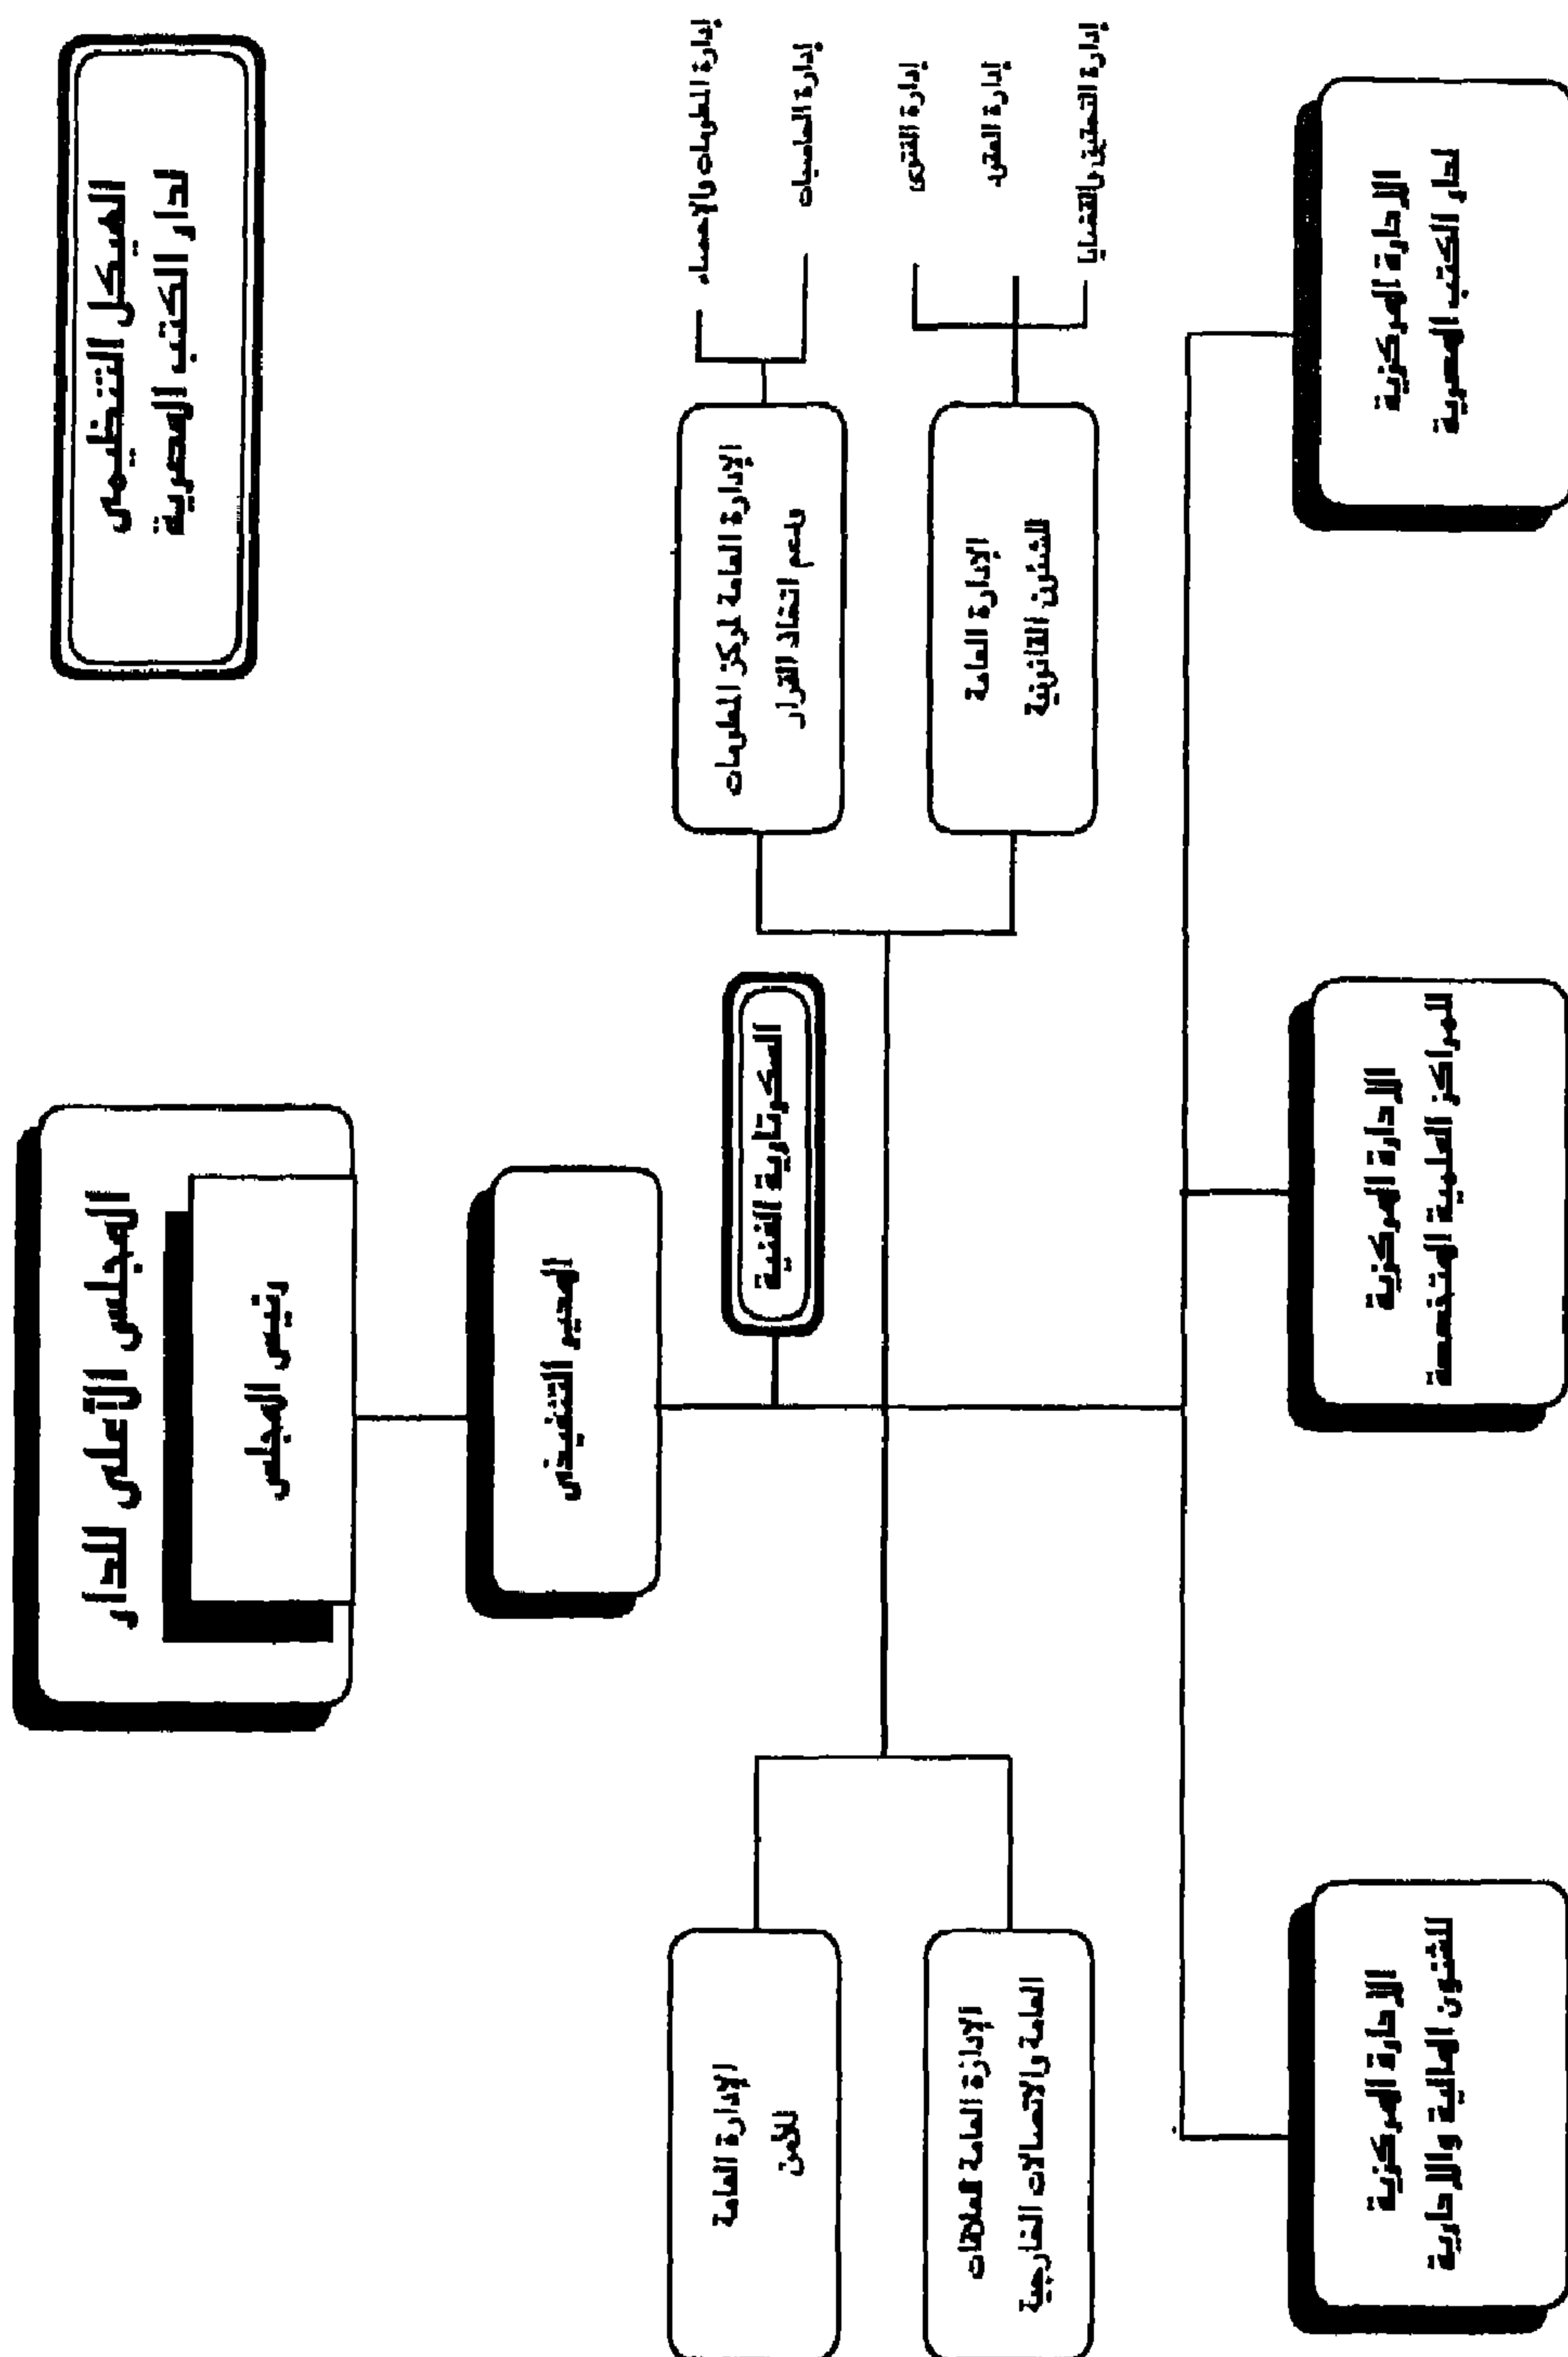 الهيكل التنظيمى
لدار الكتب المصرية
المجلس الأعلى للدار
رئيس المجلس
المدير التنفيذى
السكرتارية الفنية
الإدارة العامة لمركز المعلومات
ودعم اتخاذ القرار
إدارة المعلومات والإحصاء
إدارة الحاسبات
الإدارة العامة
للشئون القانونية
إدارة الفتوى
إدارة العقود
إدارة التحقيق والقضايا
الإدارة العامة
للأمن
الإدارة العامة للعلاقات
العامة والاتصالات الخارجية
الإدارة المركزية
لدار الكتب المصرية
الإدارة المركزية
للمراكز العلمية المتخصصة
الإدارة المركزية
للشئون المالية والإدارية